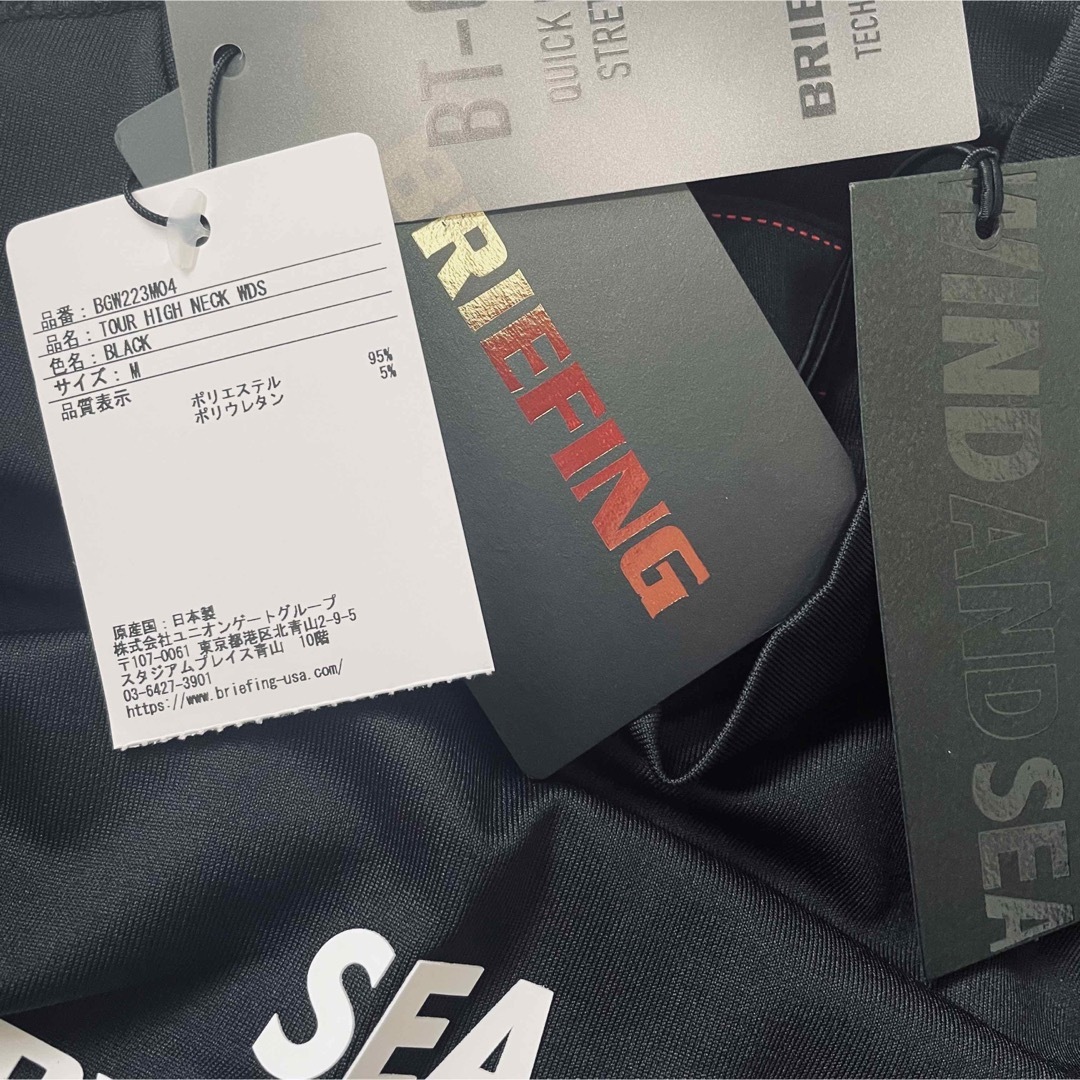 BT-
QUICK
STRE
BRIE
TECH
品番：BGW223M04
品名：TOUR HIGH NECK WDS
色名：BLACK
サイズ：M
品質表示 ポリエステル 95%
ポリウレタン 5%
原産国：日本製
株式会社ユニオンゲートグループ
〒107-0061 東京都港区北青山2-9-5
スタジアムプレイス青山 10階
03-6427-3901
https://www.briefing-usa.com/
BRIEFING
WIND AND SEA
SEA